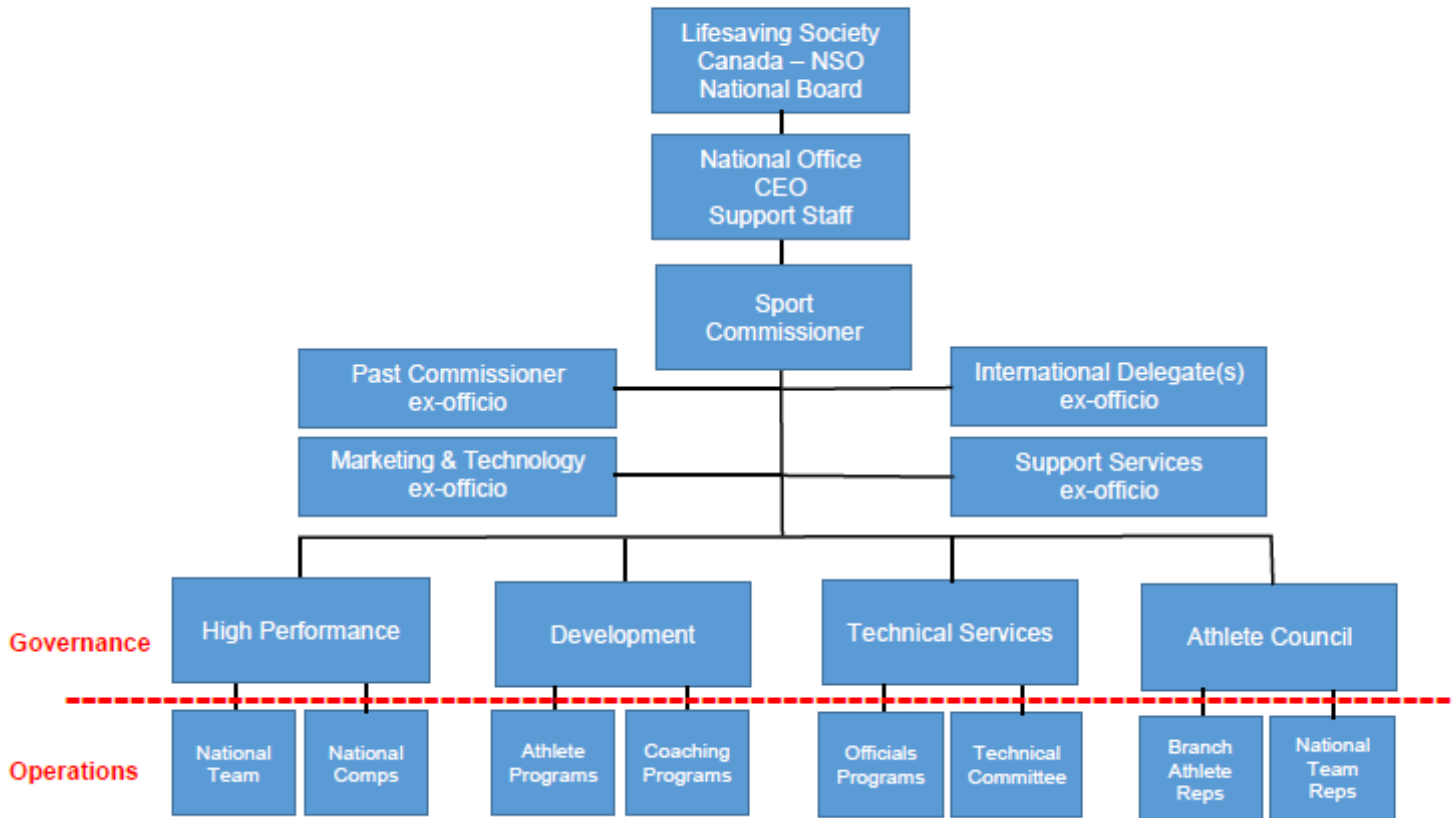 Lifesaving Society
Canada – NSO
National Board
National Office
CEO
Support Staff
Sport
Commissioner
Past Commissioner
ex-officio
International Delegate(s)
ex-officio
Marketing & Technology
ex-officio
Support Services
ex-officio
Governance
High Performance
Development
Technical Services
Athlete Council
Operations
National
Team
National
Comps
Athlete
Programs
Coaching
Programs
Officials
Programs
Technical
Committee
Branch
Athlete
Reps
National
Team
Reps